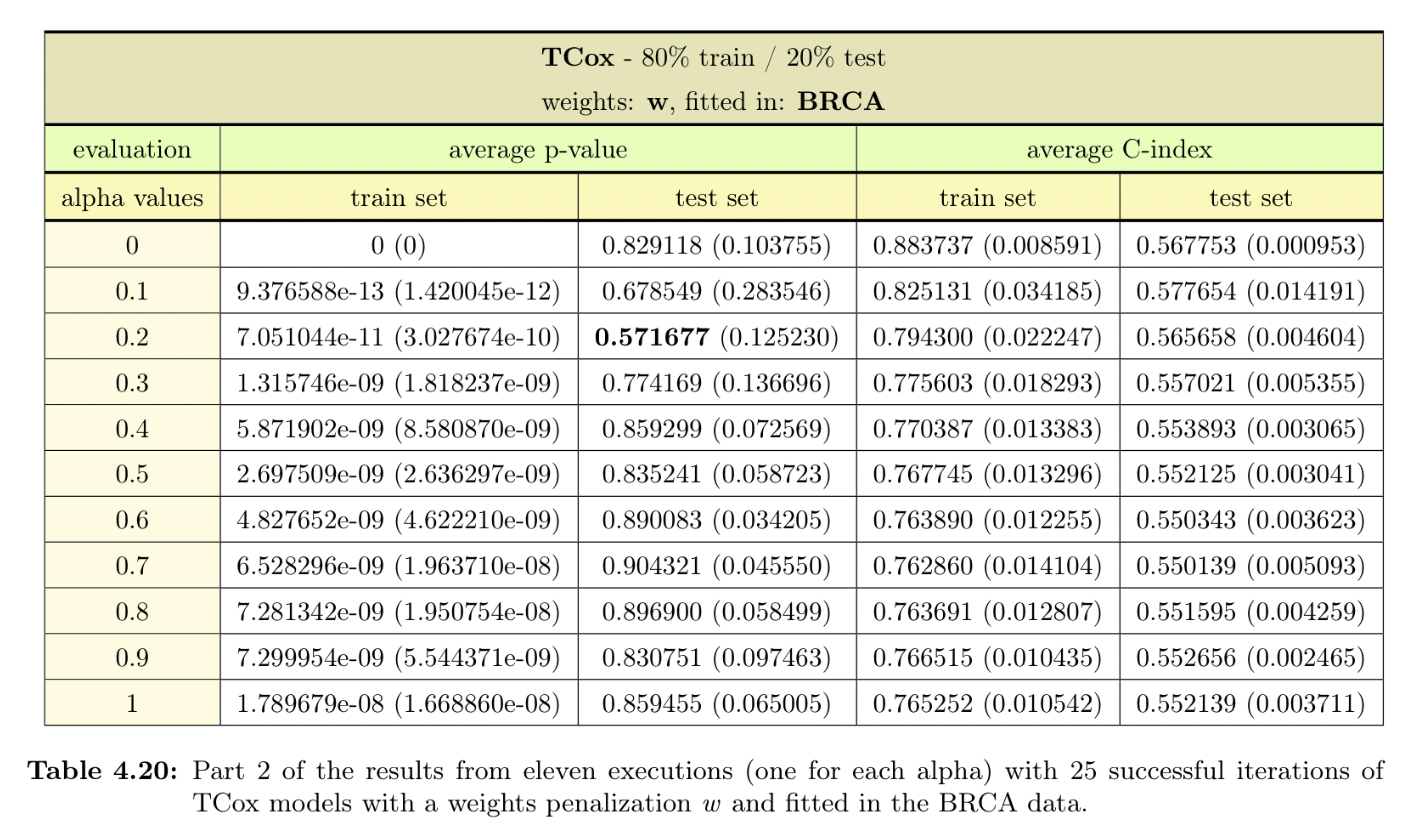 TCox - 80% train / 20% test
weights: w, fitted in: BRCA
evaluation average p-value average C-index
alpha values train set test set train set test set
0 0 (0) 0.829118 (0.103755) 0.883737 (0.008591) 0.567753 (0.000953)
0.1 9.376588e-13 (1.420045e-12) 0.678549 (0.283546) 0.825131 (0.034185) 0.577654 (0.014191)
0.2 7.051044e-11 (3.027674e-10) 0.571677 (0.125230) 0.794300 (0.022247) 0.565658 (0.004604)
0.3 1.315746e-09 (1.818237e-09) 0.774169 (0.136696) 0.775603 (0.018293) 0.557021 (0.005355)
0.4 5.871902e-09 (8.580870e-09) 0.859299 (0.072569) 0.770387 (0.013383) 0.553893 (0.003065)
0.5 2.697509e-09 (2.636297e-09) 0.835241 (0.058723) 0.767745 (0.013296) 0.552125 (0.003041)
0.6 4.827652e-09 (4.622210e-09) 0.890083 (0.034205) 0.763890 (0.012255) 0.550343 (0.003623)
0.7 6.528296e-09 (1.963710e-08) 0.904321 (0.045550) 0.762860 (0.014104) 0.550139 (0.005093)
0.8 7.281342e-09 (1.950754e-08) 0.896900 (0.058499) 0.763691 (0.012807) 0.551595 (0.004259)
0.9 7.299954e-09 (5.544371e-09) 0.830751 (0.097463) 0.766515 (0.010435) 0.552656 (0.002465)
1 1.789679e-08 (1.668860e-08) 0.859455 (0.065005) 0.765252 (0.010542) 0.552139 (0.003711)
Table 4.20: Part 2 of the results from eleven executions (one for each alpha) with 25 successful iterations of
TCox models with a weights penalization w and fitted in the BRCA data.